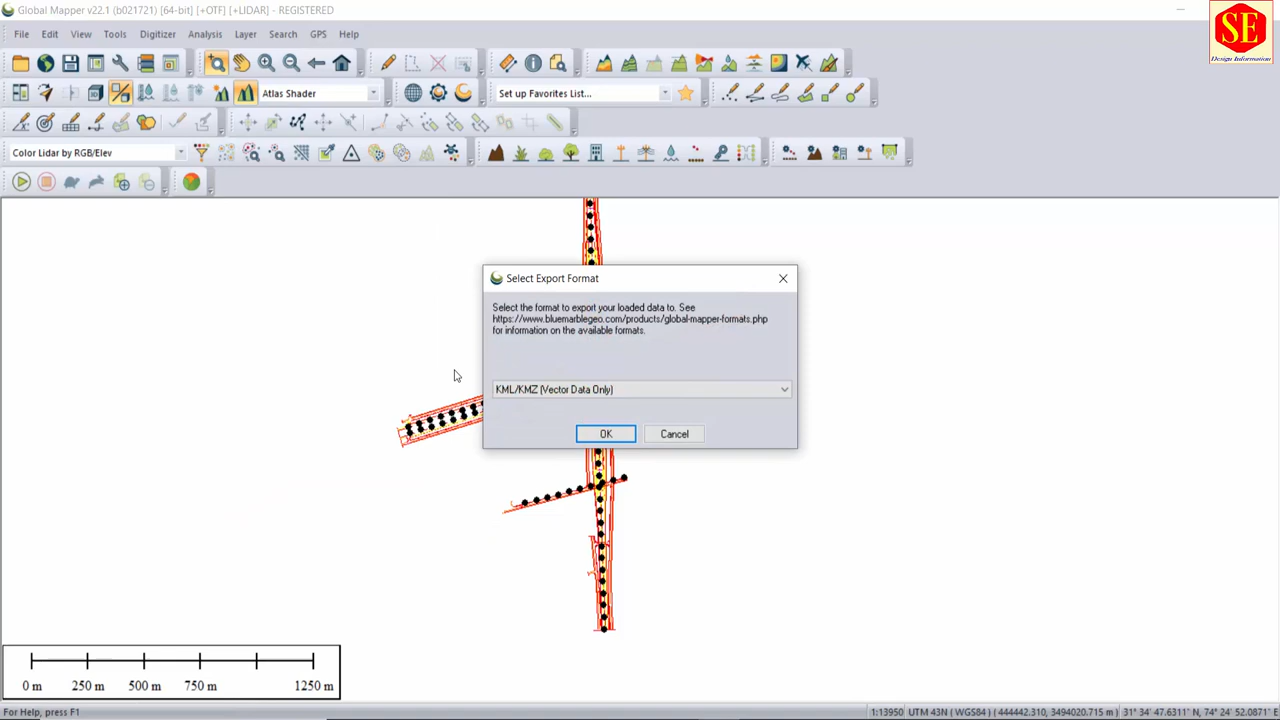 Global Mapper v22.1 (b021721) [64-bit] [+OTF] [+LIDAR] - REGISTERED
SE
Design Information
File Edit View Tools Digitizer Analysis Layer Search GPS Help
Atlas Shader
Set up Favorites List...
Color Lidar by RGB/Elev
Select Export Format
Select the format to export your loaded data to. See
https://www.bluemarblegeo.com/products/global-mapper-formats.php
for information on the available formats.
KML/KMZ (Vector Data Only)
OK Cancel
0 m 250 m 500 m 750 m 1250 m
For Help, press F1
1:13950 UTM 43N ( WGS84 ) ( 444442.310, 3494020.715 m ) 31° 34' 47.6311" N, 74° 24' 52.0871" E